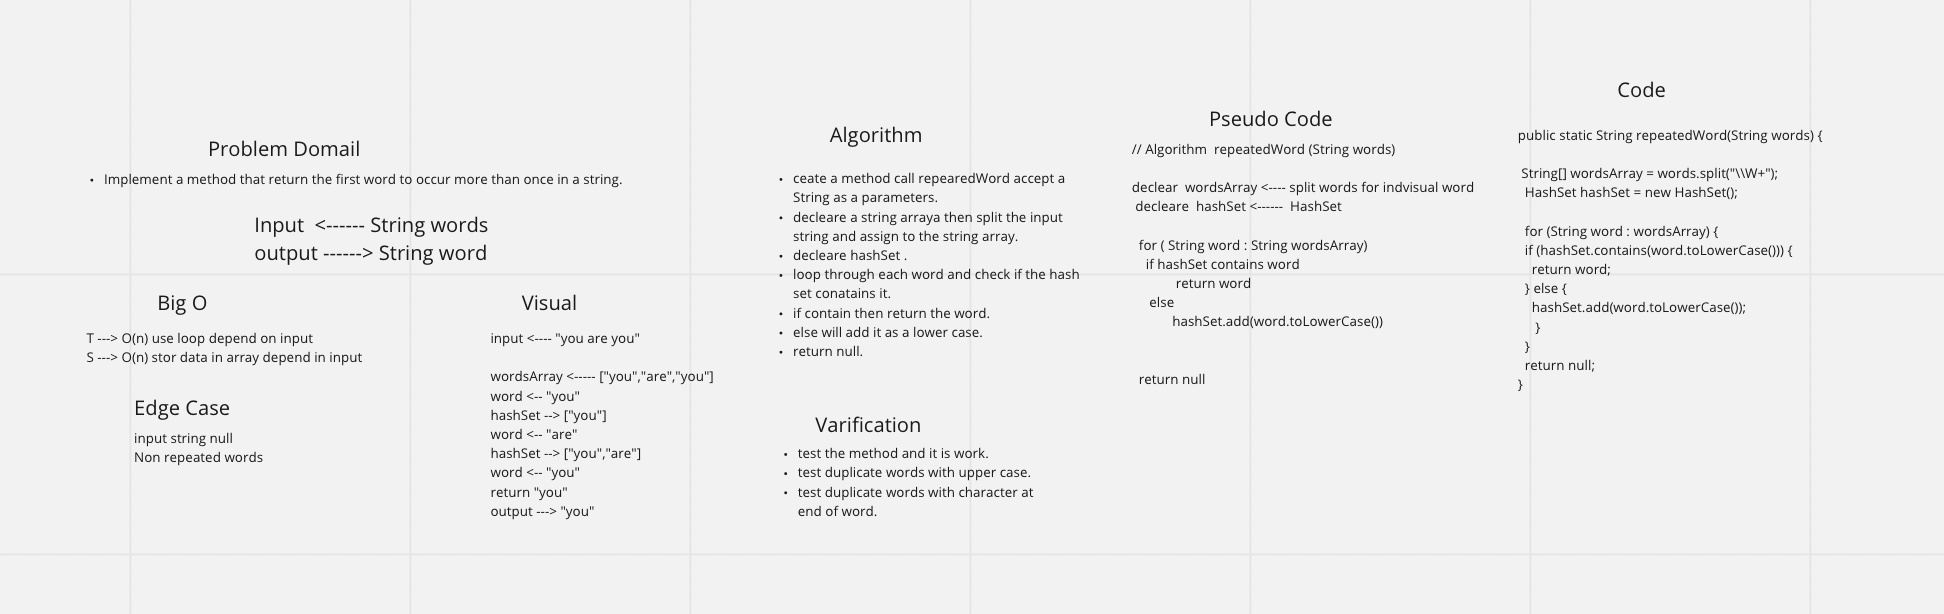 Problem Domail
• Implement a method that return the first word to occur more than once in a string.
Input <------ String words
output ------> String word
Big O
T ---> O(n) use loop depend on input
S ---> O(n) stor data in array depend in input
Edge Case
input string null
Non repeated words
Visual
input <---- "you are you"
wordsArray <----- ["you","are","you"]
word <-- "you"
hashSet --> ["you"]
word <-- "are"
hashSet --> ["you","are"]
word <-- "you"
return "you"
output ---> "you"
Algorithm
• ceate a method call repearedWord accept a
String as a parameters.
• decleare a string arraya then split the input
string and assign to the string array.
• decleare hashSet .
• loop through each word and check if the hash
set conatains it.
• if contain then return the word.
• else will add it as a lower case.
• return null.
Varification
• test the method and it is work.
• test duplicate words with upper case.
• test duplicate words with character at
end of word.
Pseudo Code
// Algorithm repeatedWord (String words)
declear wordsArray <---- split words for indvisual word
decleare hashSet <------ HashSet
for ( String word : String wordsArray)
if hashSet contains word
return word
else
hashSet.add(word.toLowerCase())
return null
Code
public static String repeatedWord(String words) {
String[] wordsArray = words.split("\\W+");
HashSet hashSet = new HashSet();
for (String word : wordsArray) {
if (hashSet.contains(word.toLowerCase())) {
return word;
} else {
hashSet.add(word.toLowerCase());
}
}
return null;
}